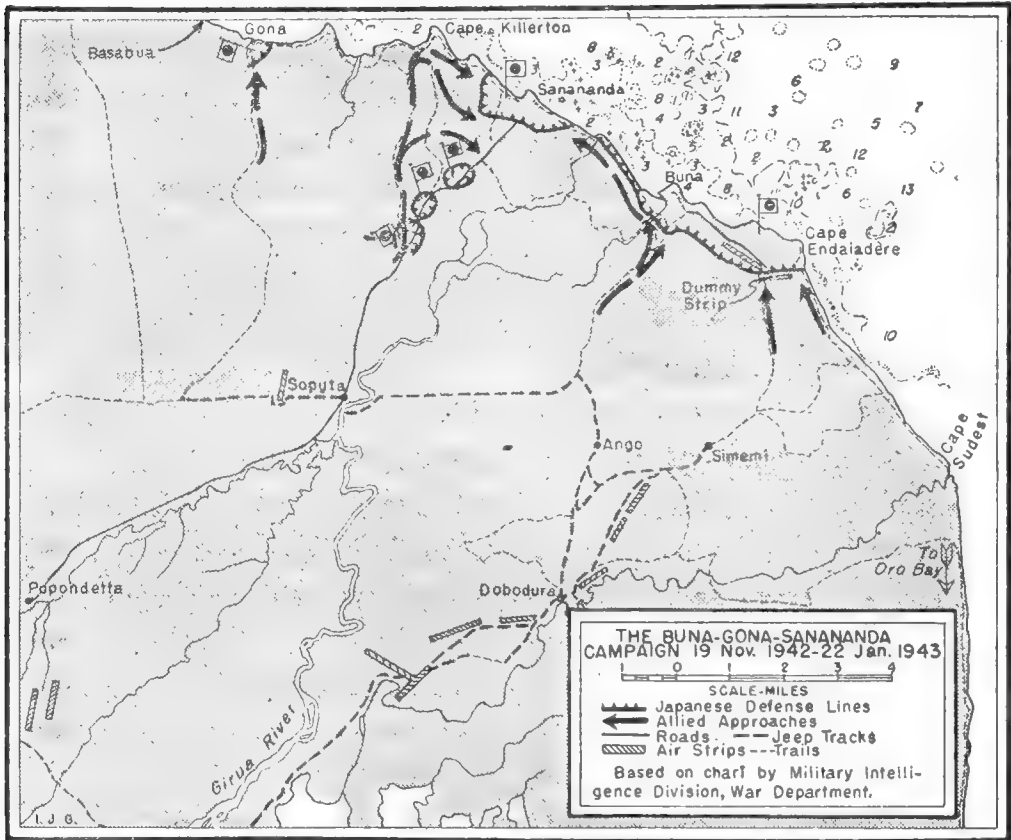 Gona
Cape Killerton
Basabua
Sanananda
Buna
Cape
Endaiadère
Dummy
Strip
Soputa
Ango
Simemi
Cape
Sudest
To
Oro Bay
Popondetta
Dobodura
Girua River
THE BUNA-GONA-SANANANDA
CAMPAIGN 19 Nov. 1942-22 Jan. 1943
1 0 1 2 3 4
SCALE-MILES
Japanese Defense Lines
Allied Approaches
Roads. Jeep Tracks
Air Strips Trails
Based on chart by Military Intelli-
gence Division, War Department.
I. J. G.